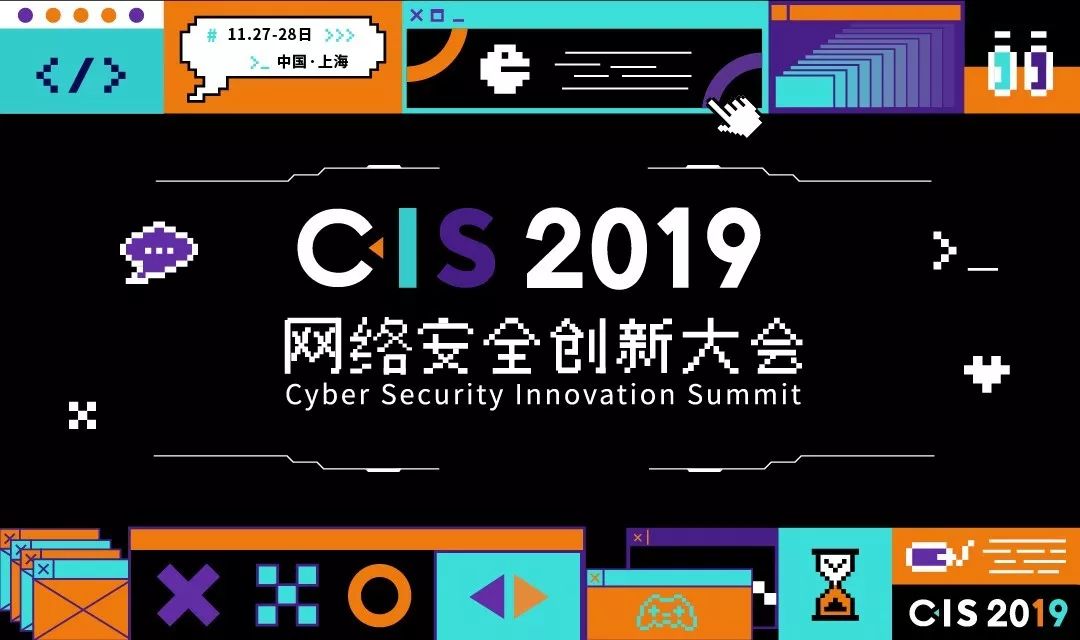 </>
# 11.27-28日 >>>
>_ 中国·上海
CIS 2019
>_
网络安全创新大会
Cyber Security Innovation Summit
CIS 2019